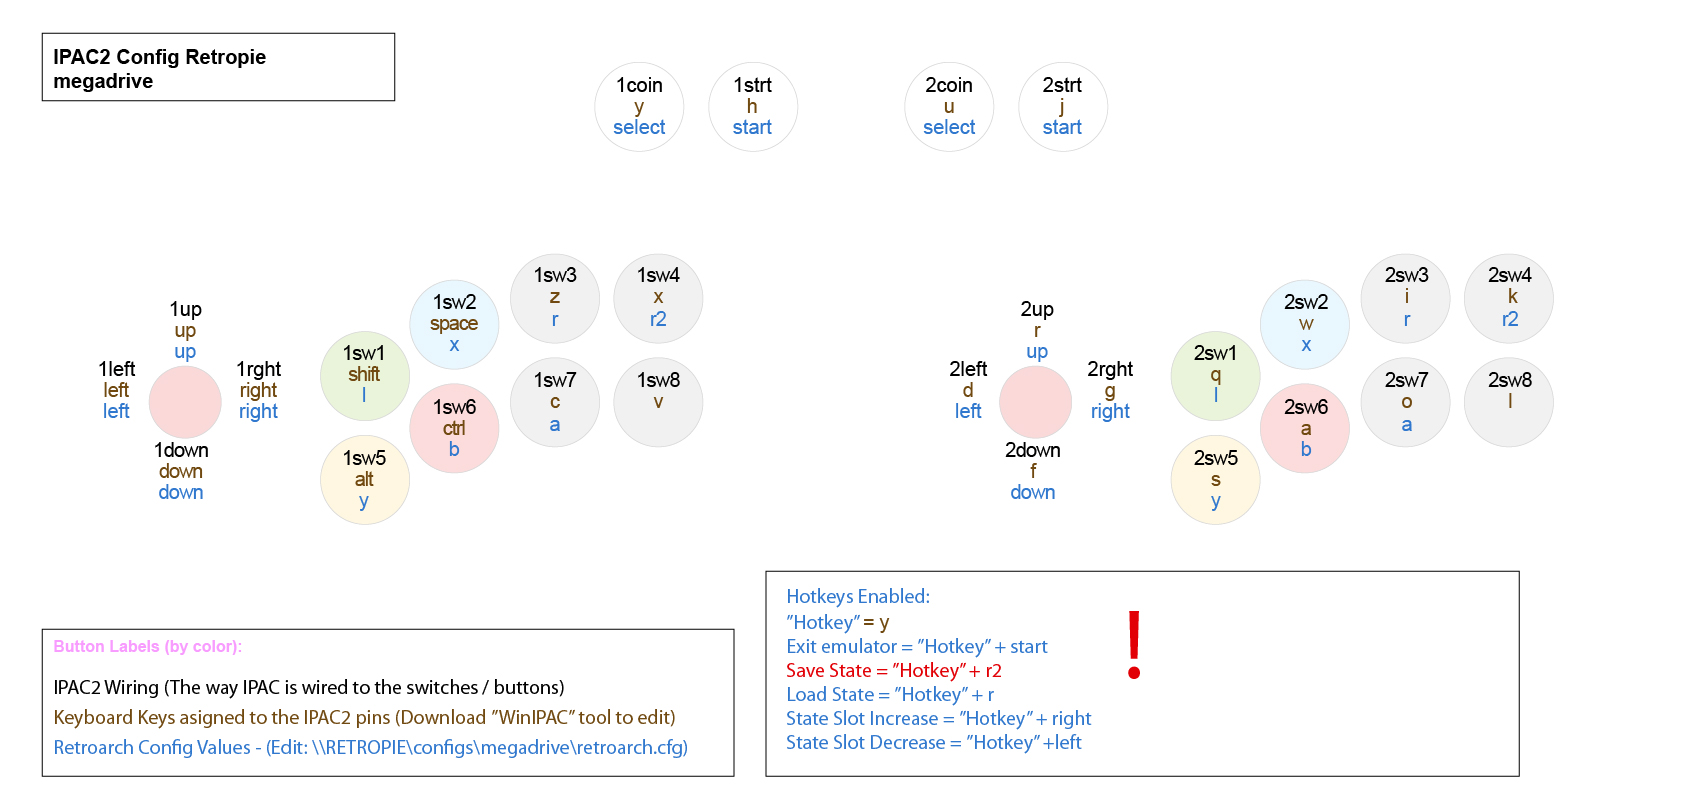 IPAC2 Config Retropie
megadrive
1coin
y
select
1strt
h
start
2coin
u
select
2strt
j
start
1up
up
up
1left
left
left
1rght
right
right
1down
down
down
1sw1
shift
l
1sw2
space
x
1sw3
z
r
1sw4
x
r2
1sw5
alt
y
1sw6
ctrl
b
1sw7
c
a
1sw8
v
2up
r
up
2left
d
left
2rght
g
right
2down
f
down
2sw1
q
l
2sw2
w
x
2sw3
i
r
2sw4
k
r2
2sw5
s
y
2sw6
a
b
2sw7
o
a
2sw8
l
Button Labels (by color):
IPAC2 Wiring (The way IPAC is wired to the switches / buttons)
Keyboard Keys asigned to the IPAC2 pins (Download ”WinIPAC” tool to edit)
Retroarch Config Values - (Edit: \\RETROPIE\configs\megadrive\retroarch.cfg)
Hotkeys Enabled:
”Hotkey” = y
Exit emulator = ”Hotkey” + start
Save State = ”Hotkey” + r2
Load State = ”Hotkey” + r
State Slot Increase = ”Hotkey” + right
State Slot Decrease = ”Hotkey” +left
!